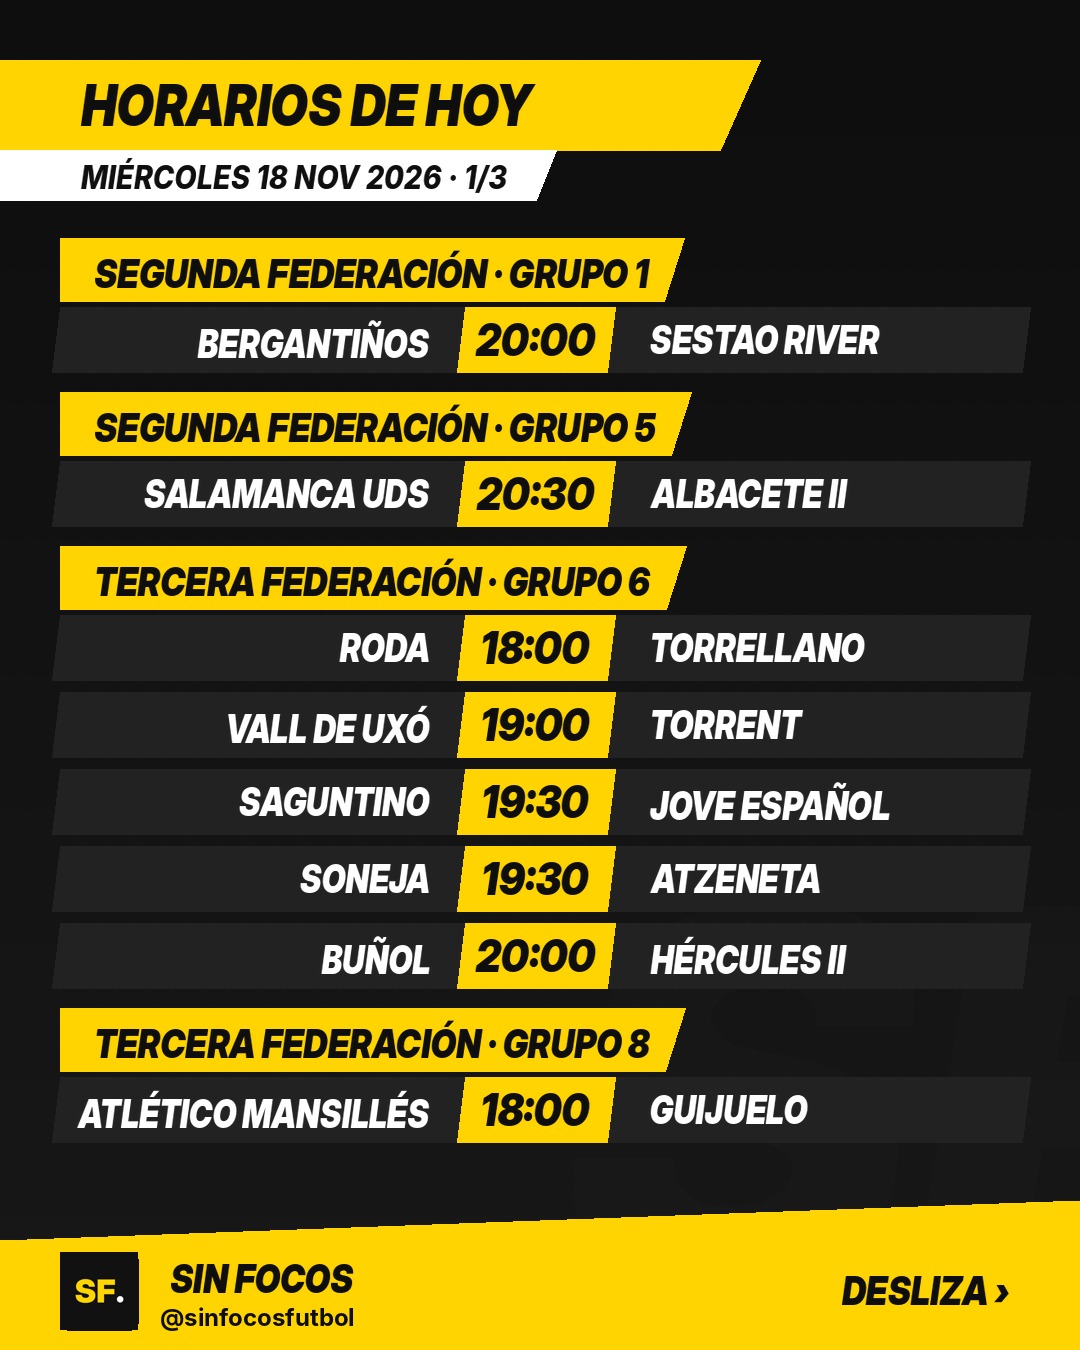 HORARIOS DE HOY
MIÉRCOLES 18 NOV 2026 · 1/3
SEGUNDA FEDERACIÓN · GRUPO 1
BERGANTIÑOS 20:00 SESTAO RIVER
SEGUNDA FEDERACIÓN · GRUPO 5
SALAMANCA UDS 20:30 ALBACETE II
TERCERA FEDERACIÓN · GRUPO 6
RODA 18:00 TORRELLANO
VALL DE UXÓ 19:00 TORRENT
SAGUNTINO 19:30 JOVE ESPAÑOL
SONEJA 19:30 ATZENETA
BUÑOL 20:00 HÉRCULES II
TERCERA FEDERACIÓN · GRUPO 8
ATLÉTICO MANSILLÉS 18:00 GUIJUELO
SF.
SIN FOCOS
@sinfocosfutbol
DESLIZA ›